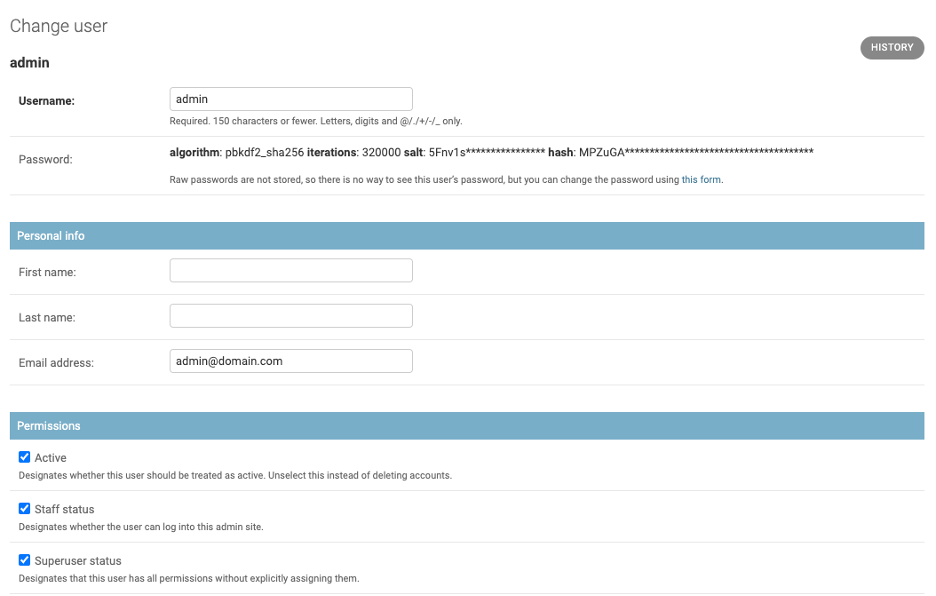 Change user
HISTORY
admin
Username:
admin
Required. 150 characters or fewer. Letters, digits and @/./+/-/_ only.
Password:
algorithm: pbkdf2_sha256 iterations: 320000 salt: 5Fnv1s**************** hash: MPZuGA**************************************
Raw passwords are not stored, so there is no way to see this user's password, but you can change the password using this form.
Personal info
First name:
Last name:
Email address:
admin@domain.com
Permissions
Active
Designates whether this user should be treated as active. Unselect this instead of deleting accounts.
Staff status
Designates whether the user can log into this admin site.
Superuser status
Designates that this user has all permissions without explicitly assigning them.